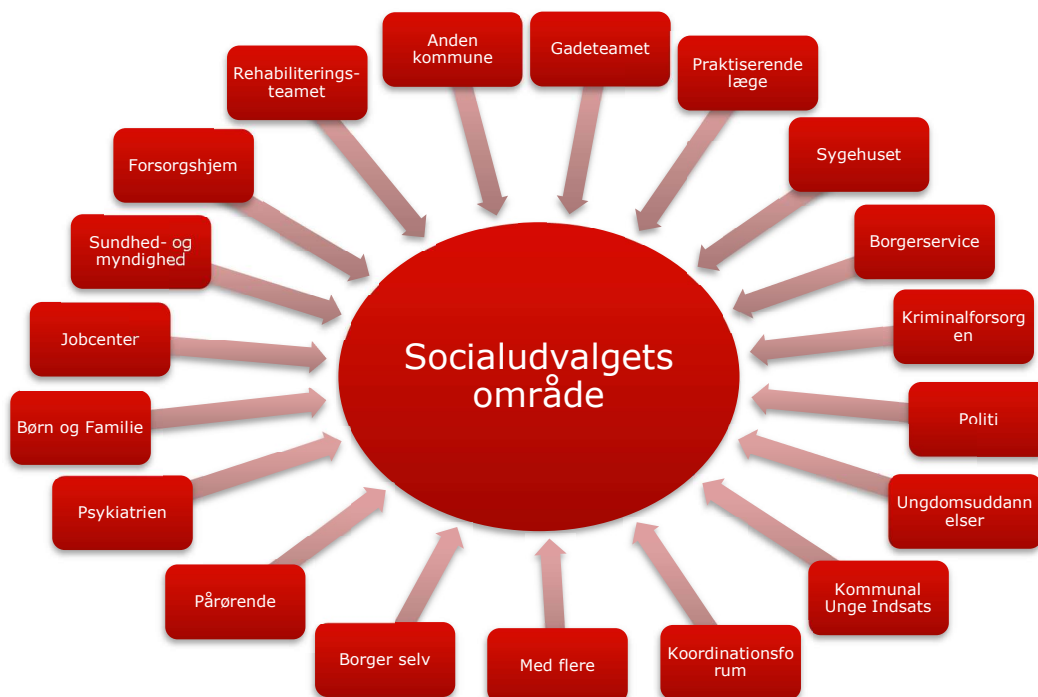 Anden
kommune
Gadeteamet
Praktiserende
læge
Sygehuset
Borgerservice
Kriminalforsorg
en
Politi
Ungdomsuddann
elser
Kommunal
Unge Indsats
Koordinationsfo
rum
Med flere
Borger selv
Pårørende
Psykiatrien
Børn og Familie
Jobcenter
Sundhed- og
myndighed
Forsorgshjem
Rehabiliterings-
teamet
Socialudvalgets
område